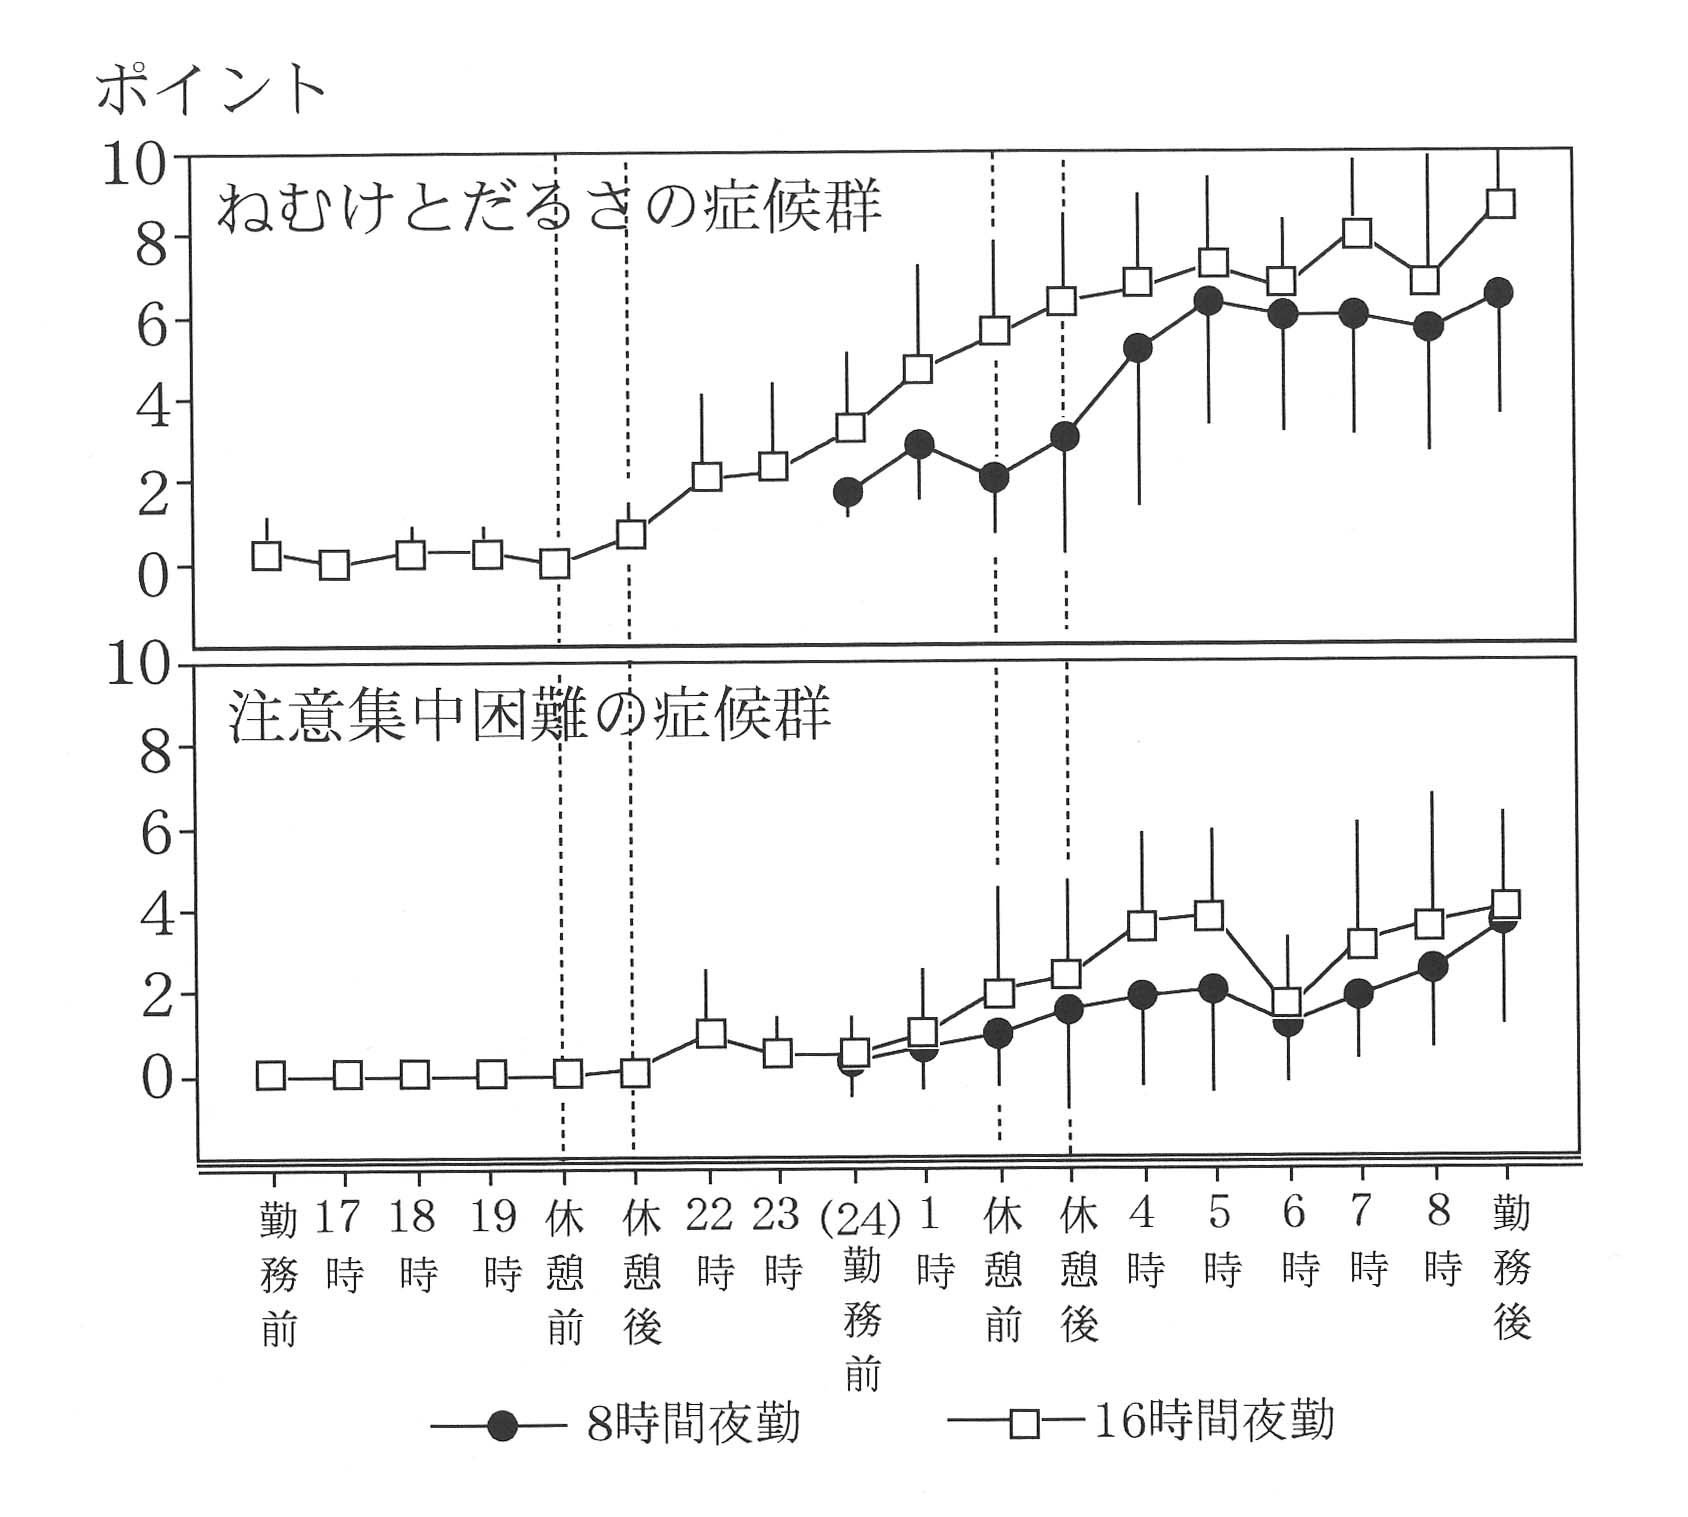 ポイント
10
ねむけとだるさの症候群
8
6
4
2
0
10
注意集中困難の症候群
8
6
4
2
0
勤務前
17時
18時
19時
休憩前
休憩後
22時
23時
(24)勤務前
1時
休憩前
休憩後
4時
5時
6時
7時
8時
勤務後
8時間夜勤
16時間夜勤